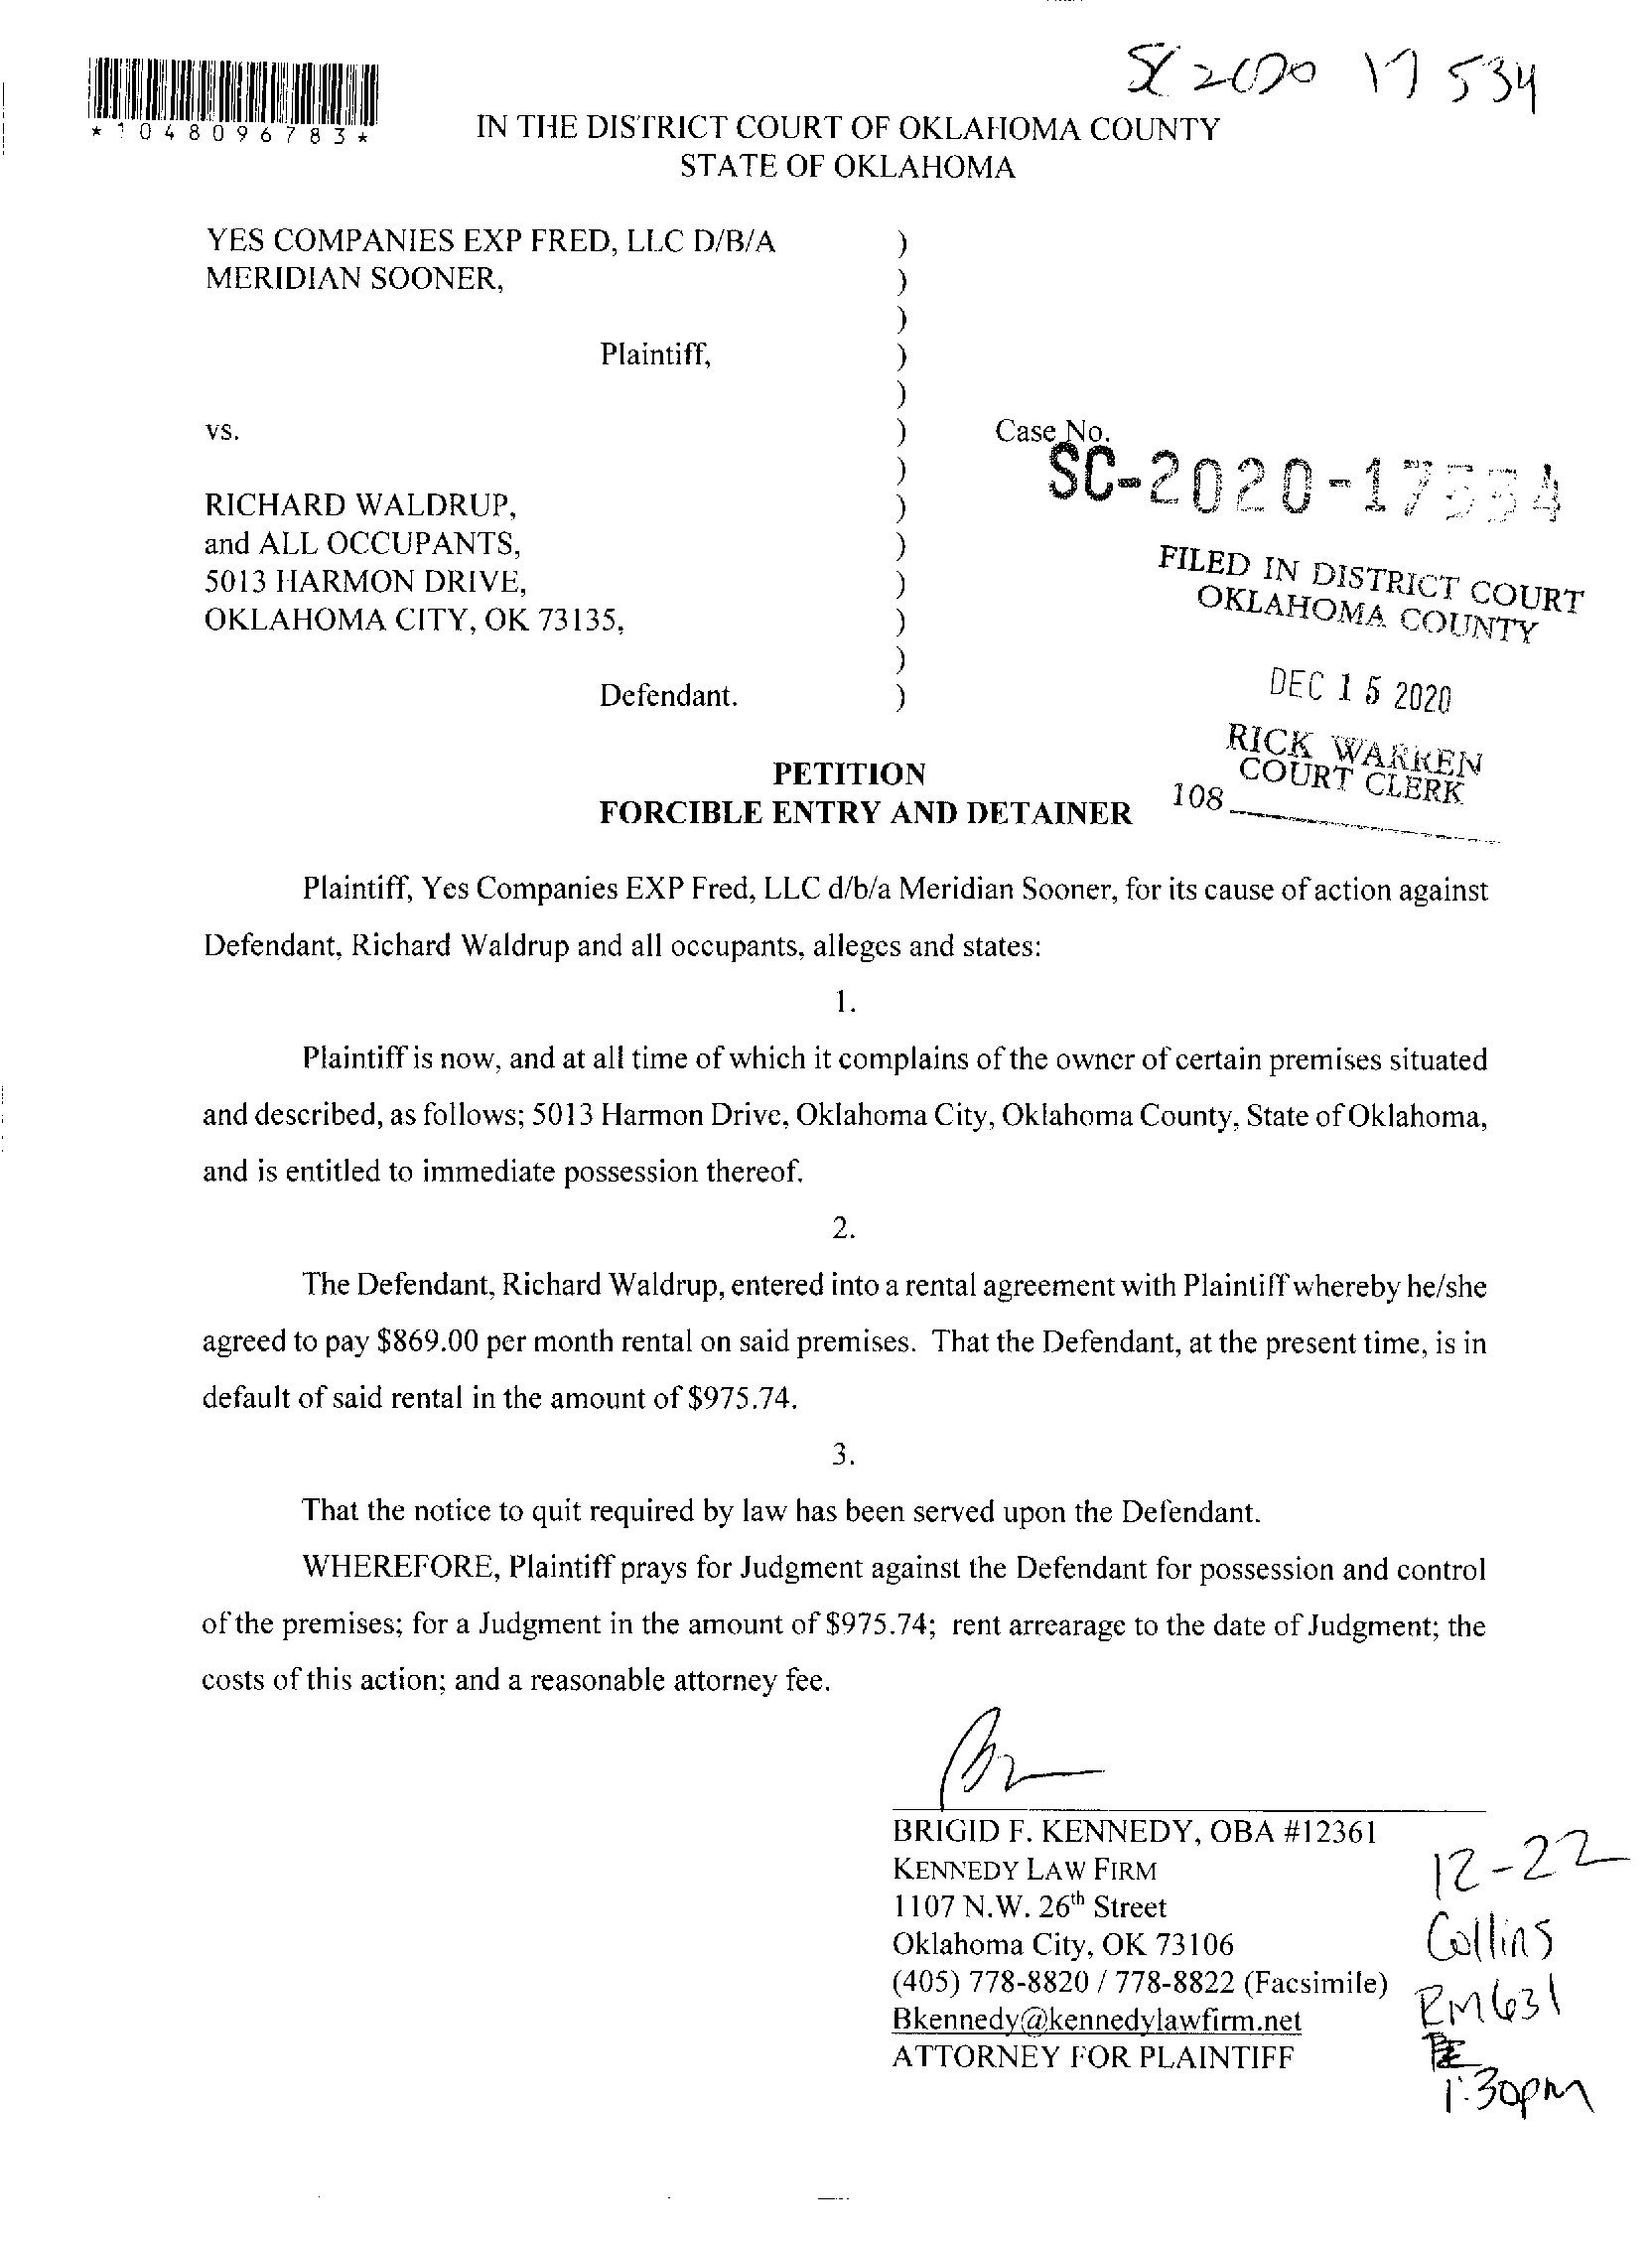 SC 2020 17534
*1048096783*
IN THE DISTRICT COURT OF OKLAHOMA COUNTY
STATE OF OKLAHOMA
YES COMPANIES EXP FRED, LLC D/B/A )
MERIDIAN SOONER, )
)
Plaintiff, )
)
vs. ) Case No.
) SC-2020-17534
RICHARD WALDRUP, )
and ALL OCCUPANTS, )
5013 HARMON DRIVE, )
OKLAHOMA CITY, OK 73135, )
)
Defendant. )
FILED IN DISTRICT COURT
OKLAHOMA COUNTY
DEC 15 2020
RICK WARREN
COURT CLERK
108
PETITION
FORCIBLE ENTRY AND DETAINER
Plaintiff, Yes Companies EXP Fred, LLC d/b/a Meridian Sooner, for its cause of action against
Defendant, Richard Waldrup and all occupants, alleges and states:
1.
Plaintiff is now, and at all time of which it complains of the owner of certain premises situated
and described, as follows; 5013 Harmon Drive, Oklahoma City, Oklahoma County, State of Oklahoma,
and is entitled to immediate possession thereof.
2.
The Defendant, Richard Waldrup, entered into a rental agreement with Plaintiff whereby he/she
agreed to pay $869.00 per month rental on said premises. That the Defendant, at the present time, is in
default of said rental in the amount of $975.74.
3.
That the notice to quit required by law has been served upon the Defendant.
WHEREFORE, Plaintiff prays for Judgment against the Defendant for possession and control
of the premises; for a Judgment in the amount of $975.74; rent arrearage to the date of Judgment; the
costs of this action; and a reasonable attorney fee.
BRIGID F. KENNEDY, OBA #12361
KENNEDY LAW FIRM
1107 N.W. 26th Street
Oklahoma City, OK 73106
(405) 778-8820 / 778-8822 (Facsimile)
Bkennedy@kennedylawfirm.net
ATTORNEY FOR PLAINTIFF
12-22
Collins
RM631
1:30pm